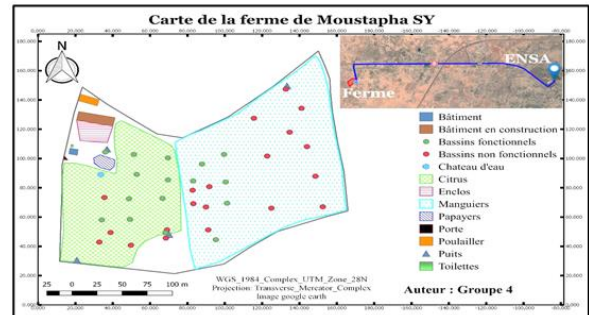 Carte de la ferme de Moustapha SY
N
ENSA
Ferme
Bâtiment
Bâtiment en construction
Bassins fonctionnels
Bassins non fonctionnels
Chateau d'eau
Citrus
Enclos
Manguiers
Papayers
Porte
Poulailler
Puits
Toilettes
WGS_1984_Complex_UTM_Zone_28N
Projection: Transverse_Mercator_Complex
Image google earth
25 0 25 50 75 100 m
Auteur : Groupe 4